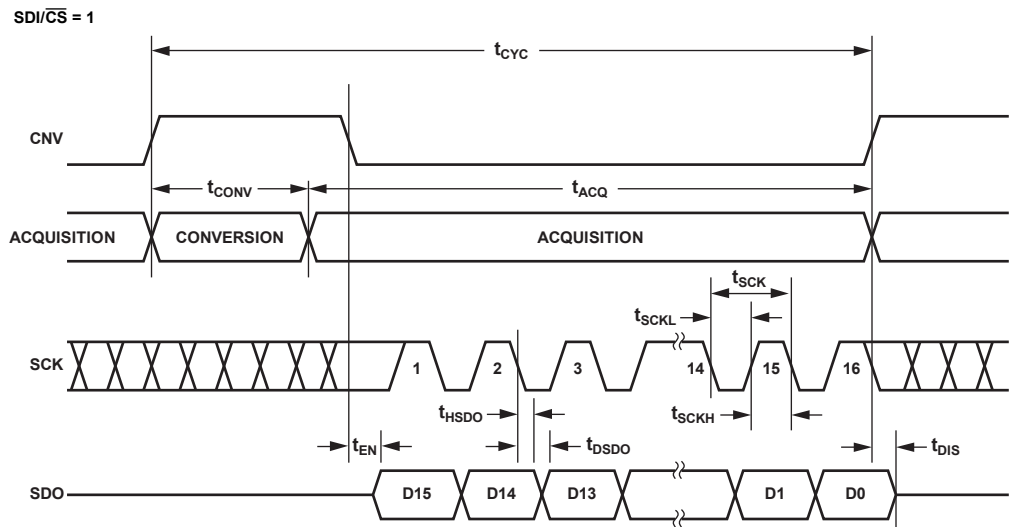 SDI/CS = 1
tCYC
CNV
tCONV
tACQ
ACQUISITION
CONVERSION
ACQUISITION
tSCK
tSCKL
SCK
1
2
3
14
15
16
tHSDO
tSCKH
tEN
tDSDO
tDIS
SDO
D15
D14
D13
D1
D0